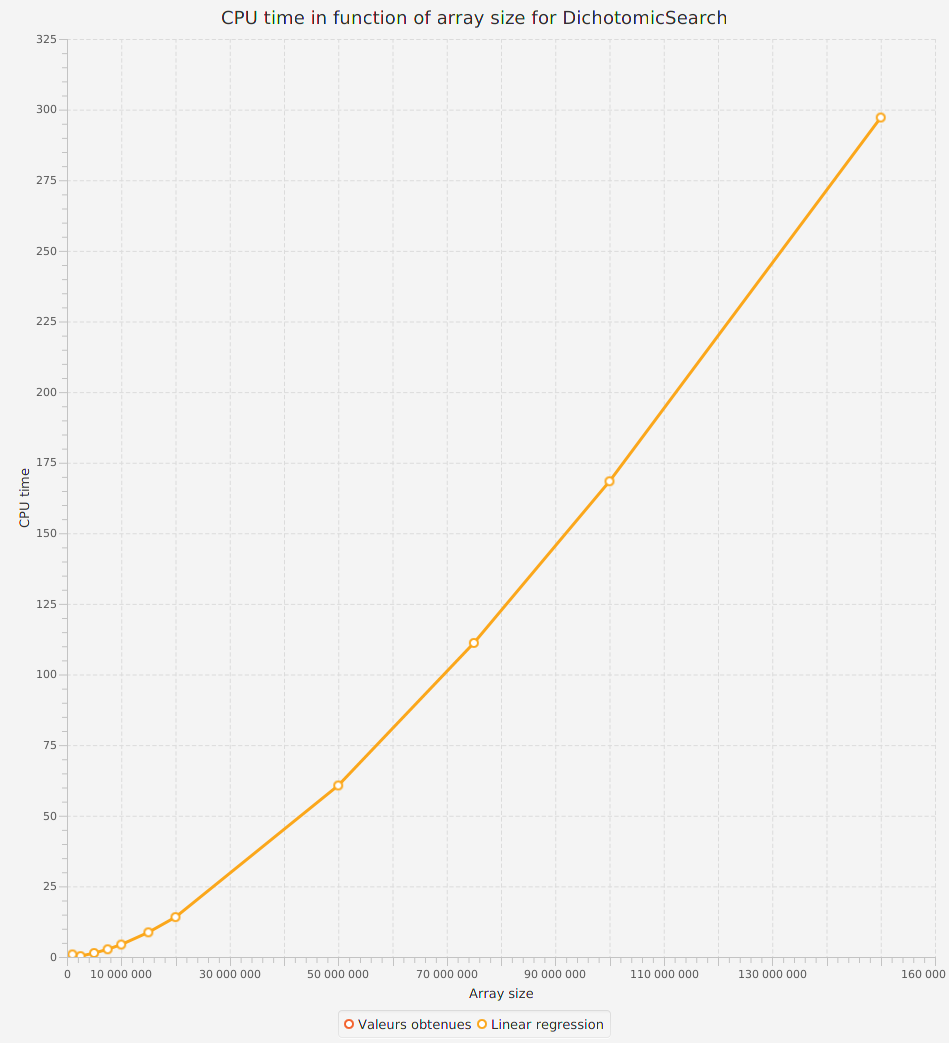 CPU time in function of array size for DichotomicSearch
325
300
275
250
225
200
175
150
125
100
75
50
25
0
CPU time
0 10 000 000 30 000 000 50 000 000 70 000 000 90 000 000 110 000 000 130 000 000 160 000
Array size
Valeurs obtenues Linear regression